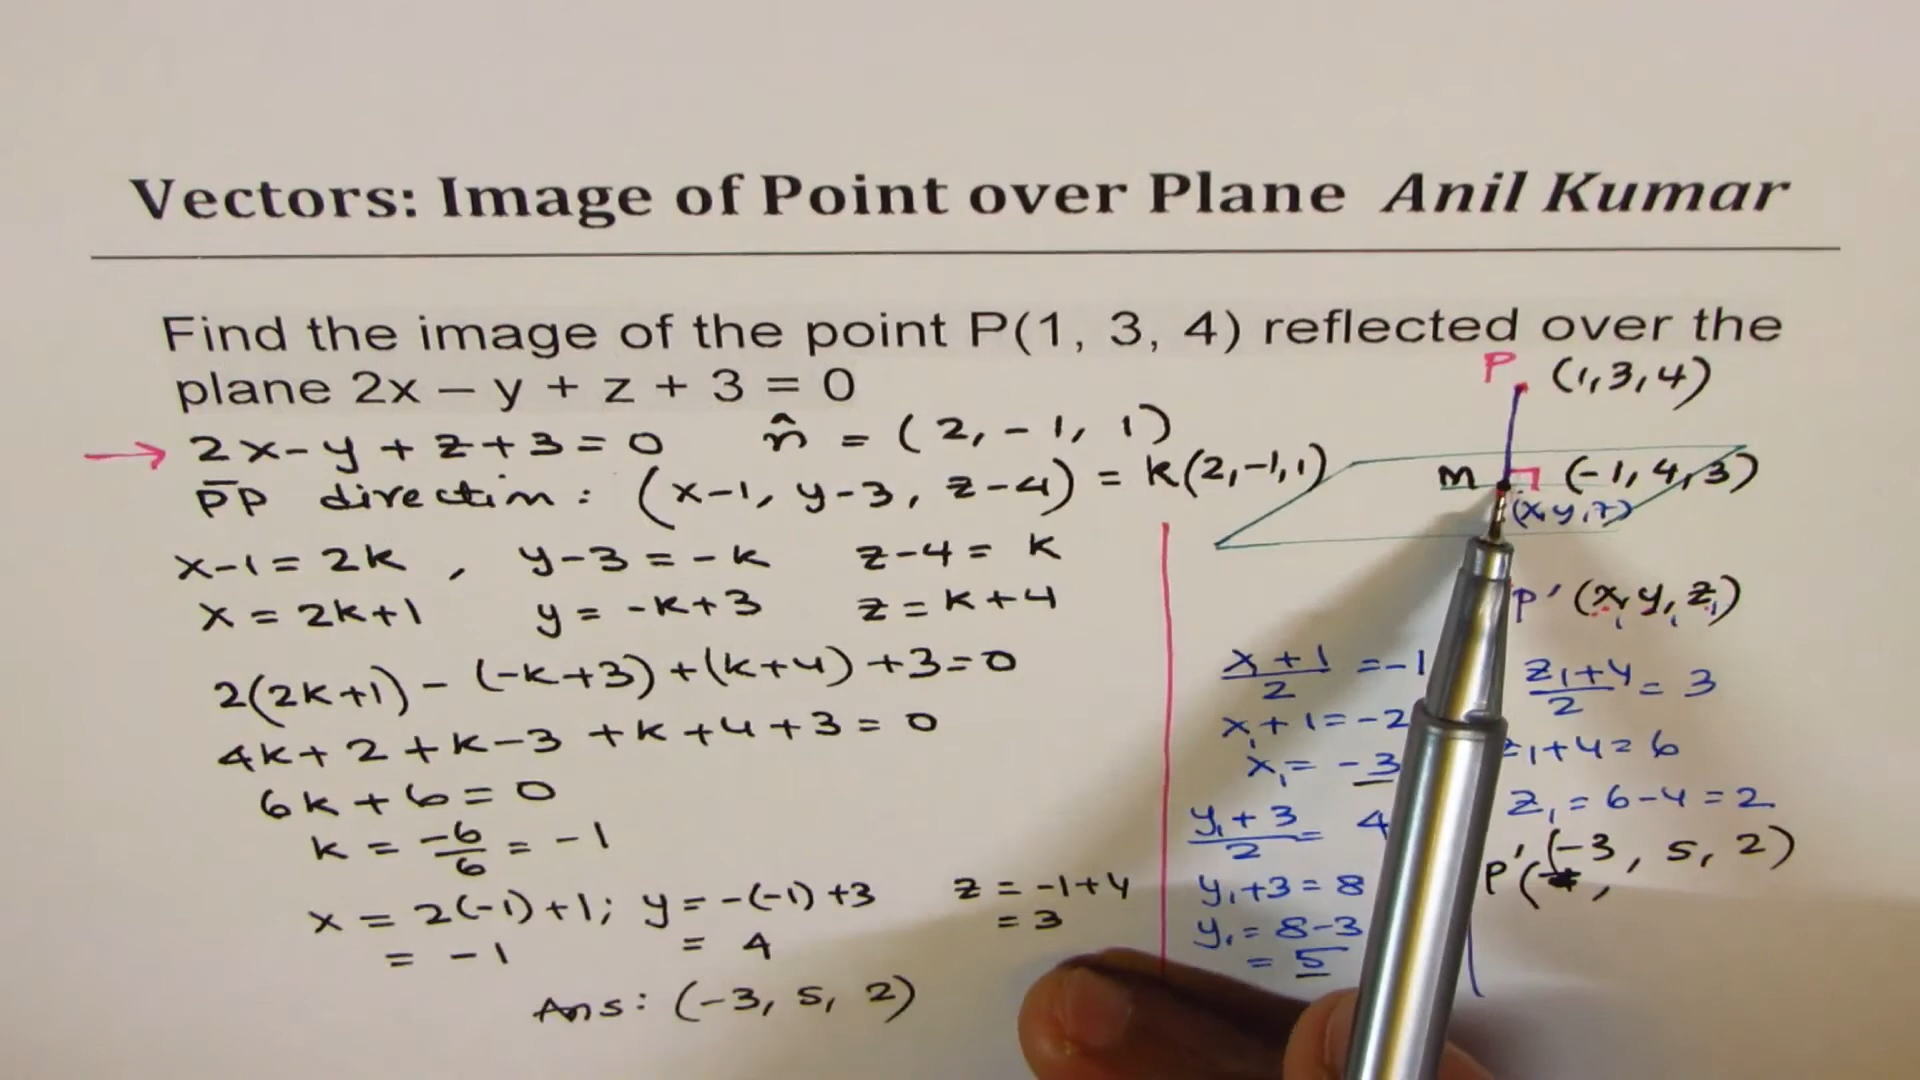 Vectors: Image of Point over Plane Anil Kumar
Find the image of the point P(1, 3, 4) reflected over the
plane 2x – y + z + 3 = 0
P (1, 3, 4)
→ 2x - y + z + 3 = 0 n̂ = (2, -1, 1)
P̄P direction: (x-1, y-3, z-4) = k(2, -1, 1)
M (-1, 4, 3)
(x, y, z)
x-1 = 2k , y-3 = -k z-4 = k
x = 2k+1 y = -k+3 z = k+4
P' (x₁, y₁, z₁)
2(2k+1) - (-k+3) + (k+4) + 3 = 0
4k + 2 + k - 3 + k + 4 + 3 = 0
6k + 6 = 0
k = -6/6 = -1
x = 2(-1)+1; y = -(-1)+3 z = -1+4
= -1 = 4 = 3
Ans: (-3, 5, 2)
x₁+1/2 = -1
x₁+1 = -2
x₁ = -3
y₁+3/2 = 4
y₁+3 = 8
y₁ = 8-3
= 5
z₁+4/2 = 3
₁+4 = 6
z₁ = 6-4 = 2
P' (-3, 5, 2)